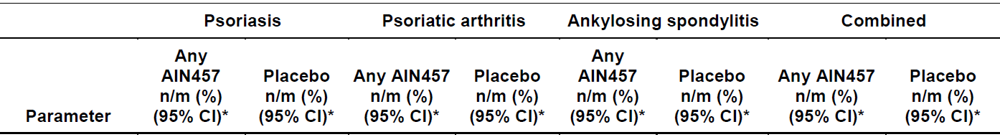 Psoriasis Psoriatic arthritis Ankylosing spondylitis Combined
Any Any
AIN457 Placebo Any AIN457 Placebo AIN457 Placebo Any AIN457 Placebo
n/m (%) n/m (%) n/m (%) n/m (%) n/m (%) n/m (%) n/m (%) n/m (%)
Parameter (95% CI)* (95% CI)* (95% CI)* (95% CI)* (95% CI)* (95% CI)* (95% CI)* (95% CI)*